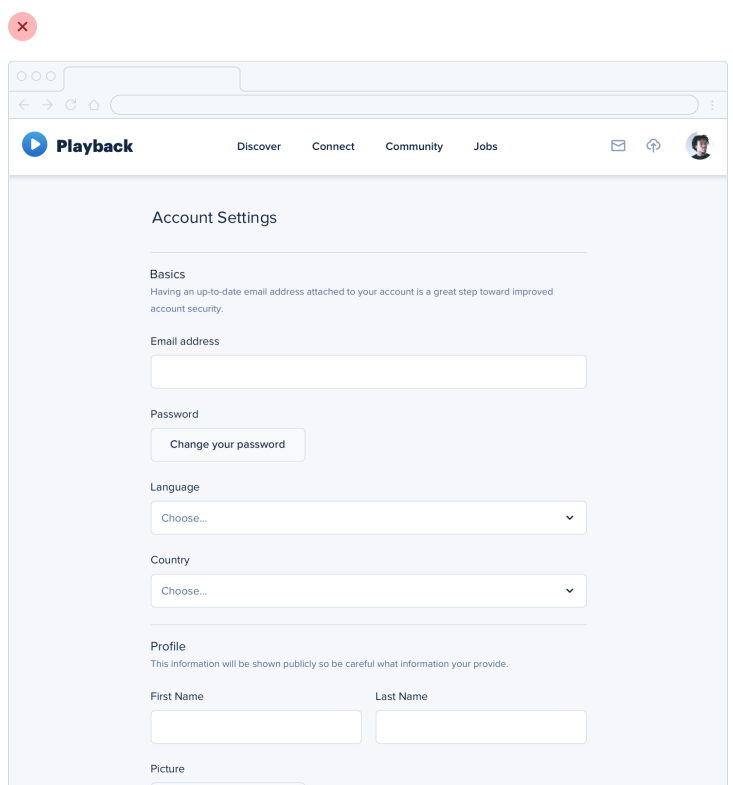 Playback
Discover Connect Community Jobs
Account Settings
Basics
Having an up-to-date email address attached to your account is a great step toward improved
account security.
Email address
Password
Change your password
Language
Choose...
Country
Choose...
Profile
This information will be shown publicly so be careful what information your provide.
First Name Last Name
Picture